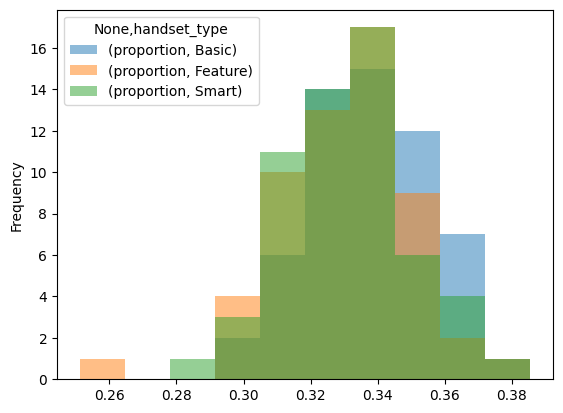 None,handset_type
(proportion, Basic)
(proportion, Feature)
(proportion, Smart)
Frequency
16
14
12
10
8
6
4
2
0
0.26 0.28 0.30 0.32 0.34 0.36 0.38